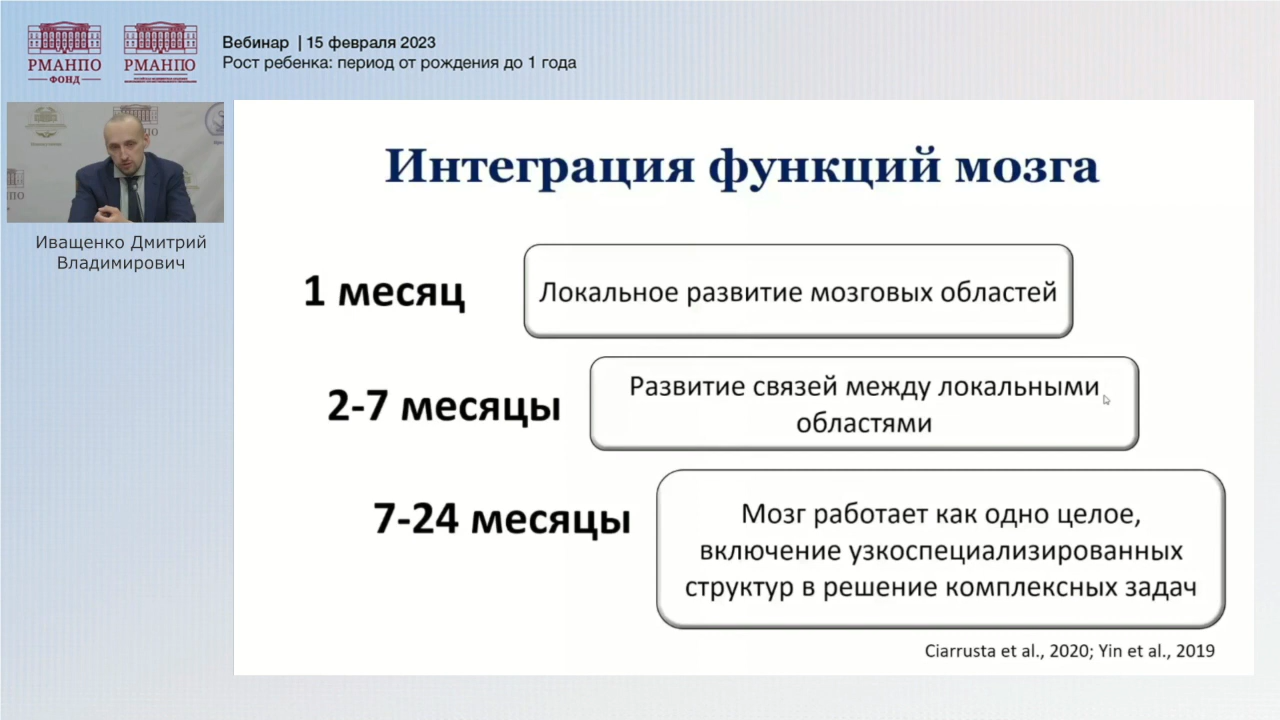 РМАНПО
ФОНД
РМАНПО
Вебинар | 15 февраля 2023
Рост ребенка: период от рождения до 1 года
Иващенко Дмитрий
Владимирович
Интеграция функций мозга
1 месяц
Локальное развитие мозговых областей
2-7 месяцы
Развитие связей между локальными
областями
7-24 месяцы
Мозг работает как одно целое,
включение узкоспециализированных
структур в решение комплексных задач
Ciarrusta et al., 2020; Yin et al., 2019